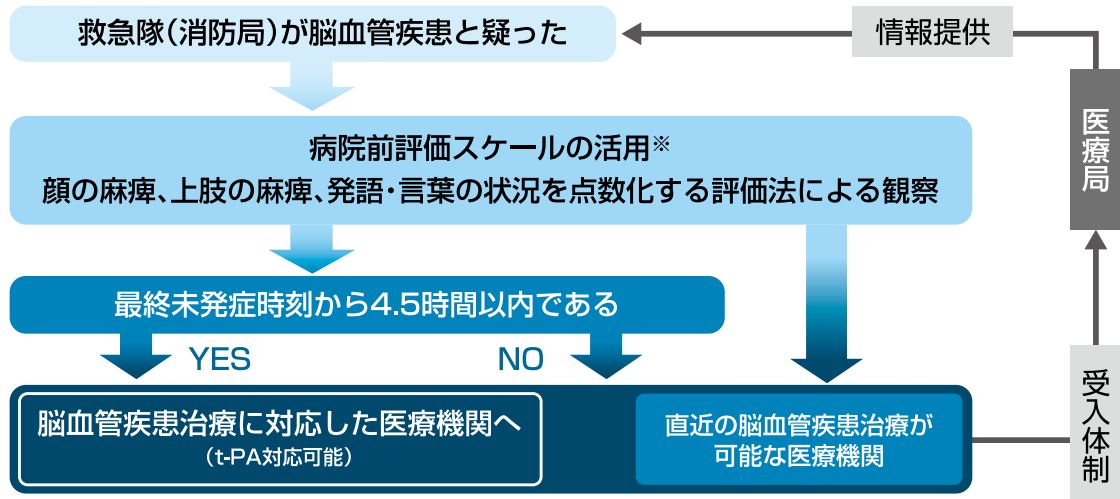 救急隊(消防局)が脳血管疾患と疑った
情報提供
医療局
病院前評価スケールの活用※
顔の麻痺、上肢の麻痺、発語・言葉の状況を点数化する評価法による観察
最終未発症時刻から4.5時間以内である
YES
NO
脳血管疾患治療に対応した医療機関へ
(t-PA対応可能)
直近の脳血管疾患治療が
可能な医療機関
受入体制